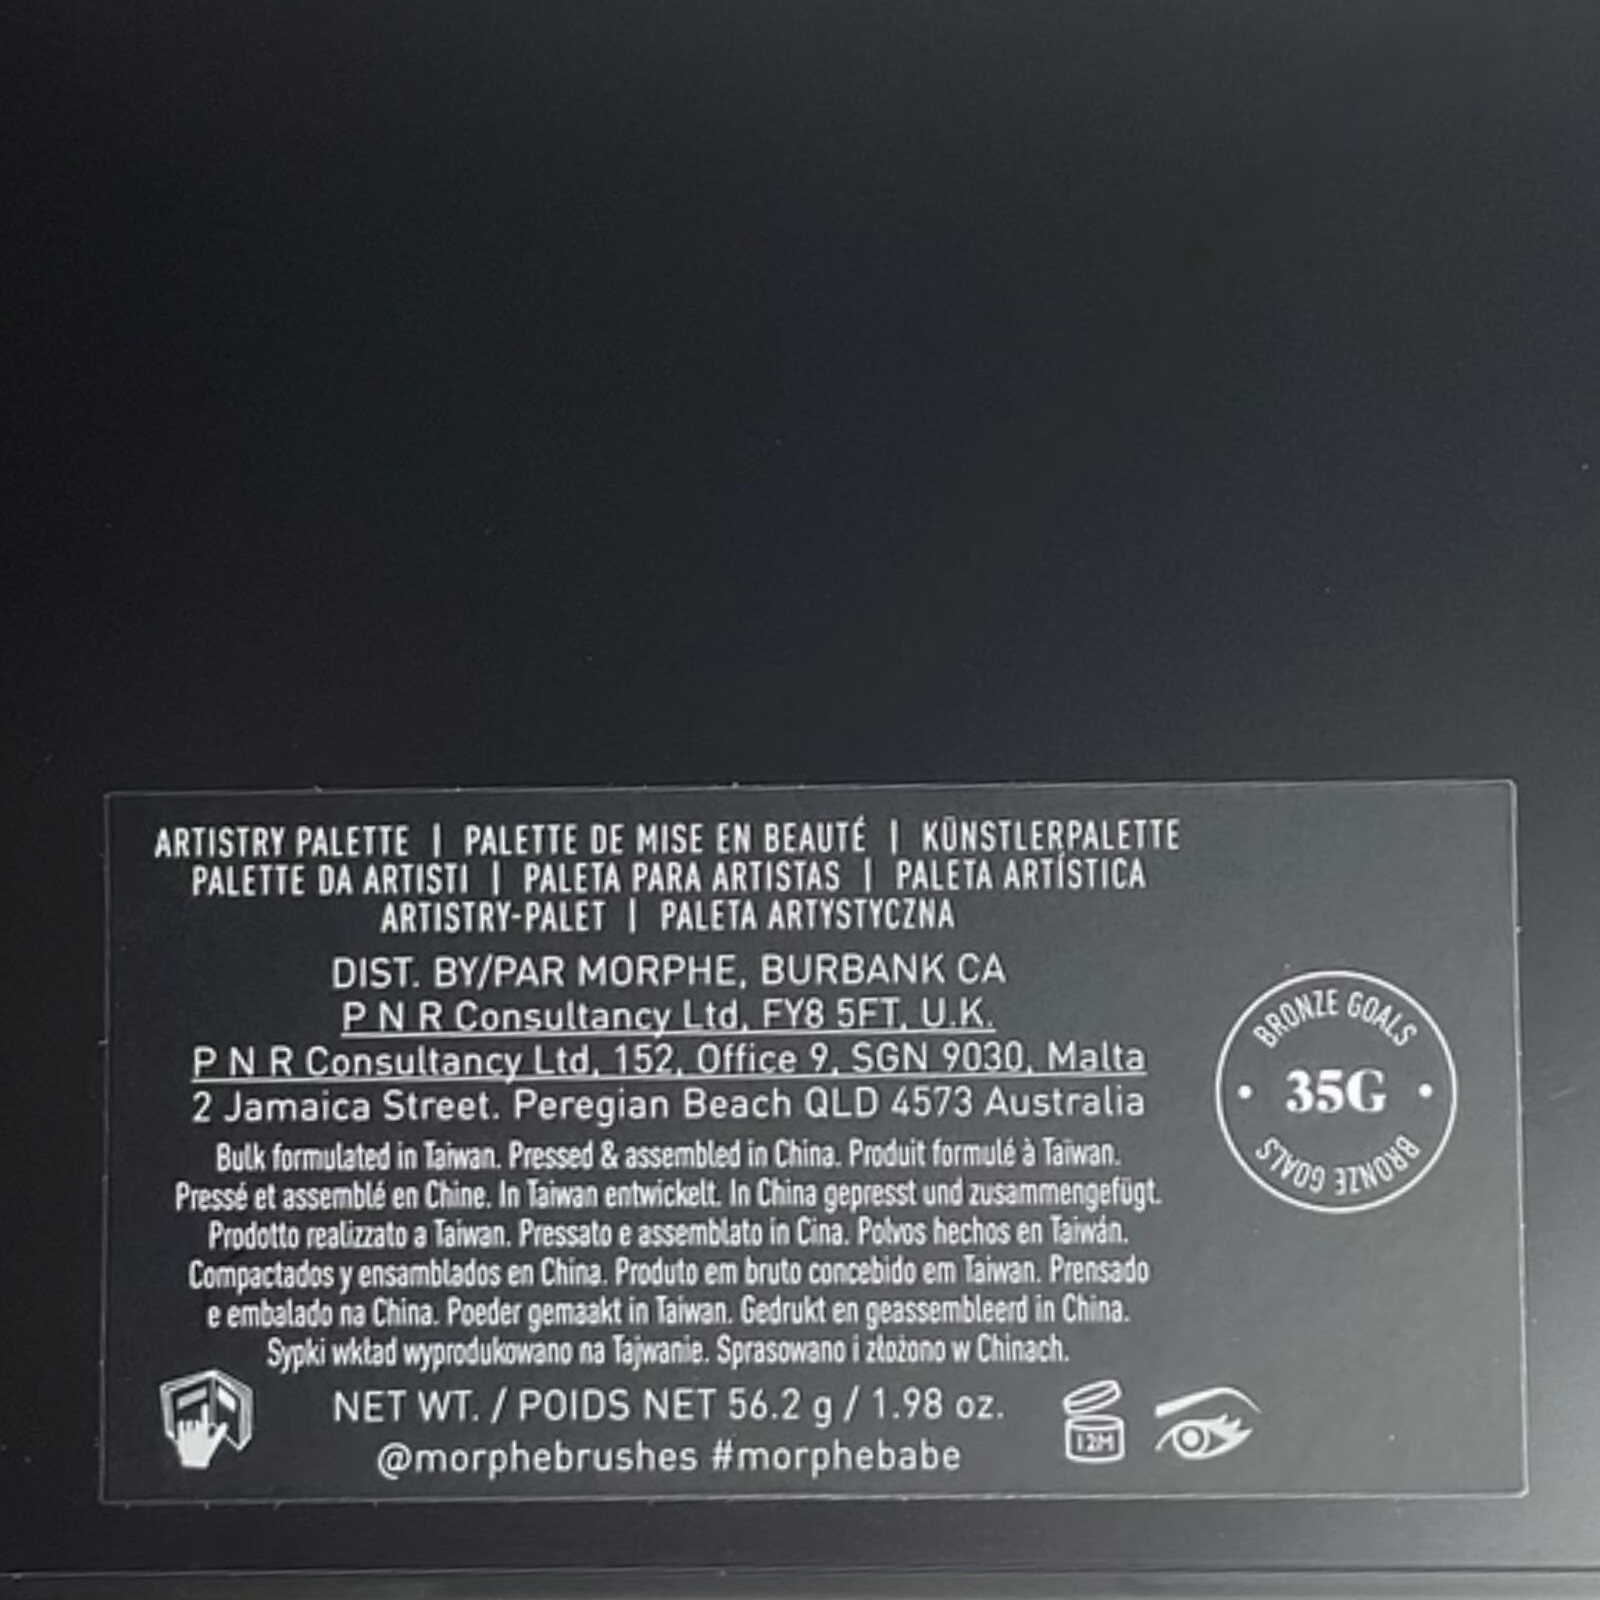 ARTISTRY PALETTE | PALETTE DE MISE EN BEAUTÉ | KÜNSTLERPALETTE
PALETTE DA ARTISTI | PALETA PARA ARTISTAS | PALETA ARTÍSTICA
ARTISTRY-PALET | PALETA ARTYSTYCZNA
DIST. BY/PAR MORPHE, BURBANK CA
P N R Consultancy Ltd, FY8 5FT, U.K.
P N R Consultancy Ltd, 152, Office 9, SGN 9030, Malta
2 Jamaica Street. Peregian Beach QLD 4573 Australia
Bulk formulated in Taiwan. Pressed & assembled in China. Produit formulé à Taïwan.
Pressé et assemblé en Chine. In Taiwan entwickelt. In China gepresst und zusammengefügt.
Prodotto realizzato a Taiwan. Pressato e assemblato in Cina. Polvos hechos en Taiwán.
Compactados y ensamblados en China. Produto em bruto concebido em Taiwan. Prensado
e embalado na China. Poeder gemaakt in Taiwan. Gedrukt en geassembleerd in China.
Sypki wkład wyprodukowano na Tajwanie. Sprasowano i złożono w Chinach.
NET WT. / POIDS NET 56.2 g / 1.98 oz.
@morphebrushes #morphebabe
12M
BRONZE GOALS
35G
BRONZE GOALS